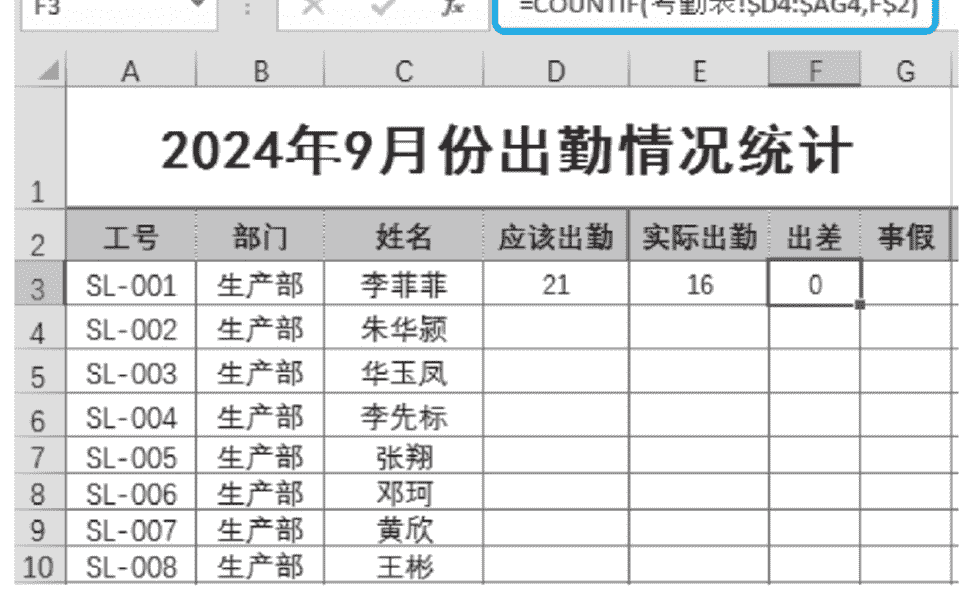 F3 =COUNTIF(考勤表!$D4:$AG4,F$2)
A B C D E F G
1 2024年9月份出勤情况统计
2 工号 部门 姓名 应该出勤 实际出勤 出差 事假
3 SL-001 生产部 李菲菲 21 16 0
4 SL-002 生产部 朱华颍
5 SL-003 生产部 华玉凤
6 SL-004 生产部 李先标
7 SL-005 生产部 张翔
8 SL-006 生产部 邓珂
9 SL-007 生产部 黄欣
10 SL-008 生产部 王彬